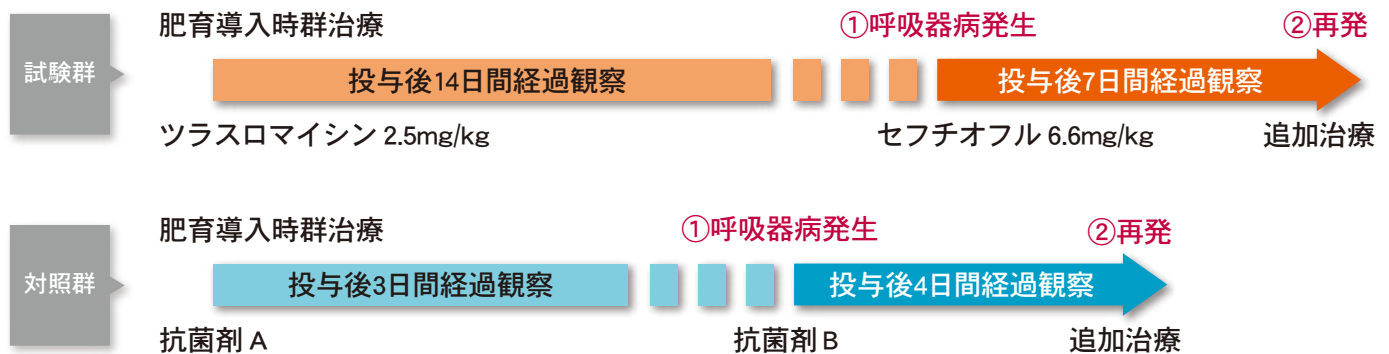 試験群
肥育導入時群治療
①呼吸器病発生
②再発
投与後14日間経過観察
投与後7日間経過観察
ツラスロマイシン 2.5mg/kg
セフチオフル 6.6mg/kg
追加治療
対照群
肥育導入時群治療
①呼吸器病発生
②再発
投与後3日間経過観察
投与後4日間経過観察
抗菌剤 A
抗菌剤 B
追加治療